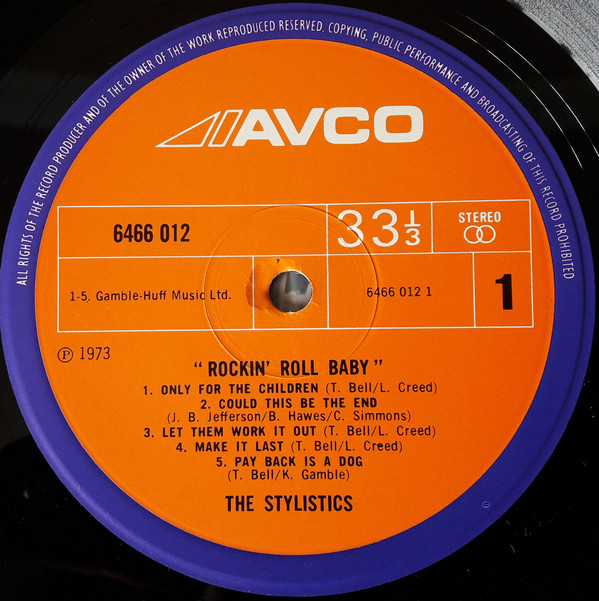 ALL RIGHTS OF THE RECORD PRODUCER AND OF THE OWNER OF THE WORK REPRODUCED RESERVED. COPYING, PUBLIC PERFORMANCE AND BROADCASTING OF THIS RECORD PROHIBITED
AVCO
6466 012
33 1/3
STEREO
1-5. Gamble-Huff Music Ltd.
6466 012 1
1
Ⓟ 1973
“ROCKIN’ ROLL BABY”
1. ONLY FOR THE CHILDREN (T. Bell/L. Creed)
2. COULD THIS BE THE END
(J. B. Jefferson/B. Hawes/C. Simmons)
3. LET THEM WORK IT OUT (T. Bell/L. Creed)
4. MAKE IT LAST (T. Bell/L. Creed)
5. PAY BACK IS A DOG
(T. Bell/K. Gamble)
THE STYLISTICS